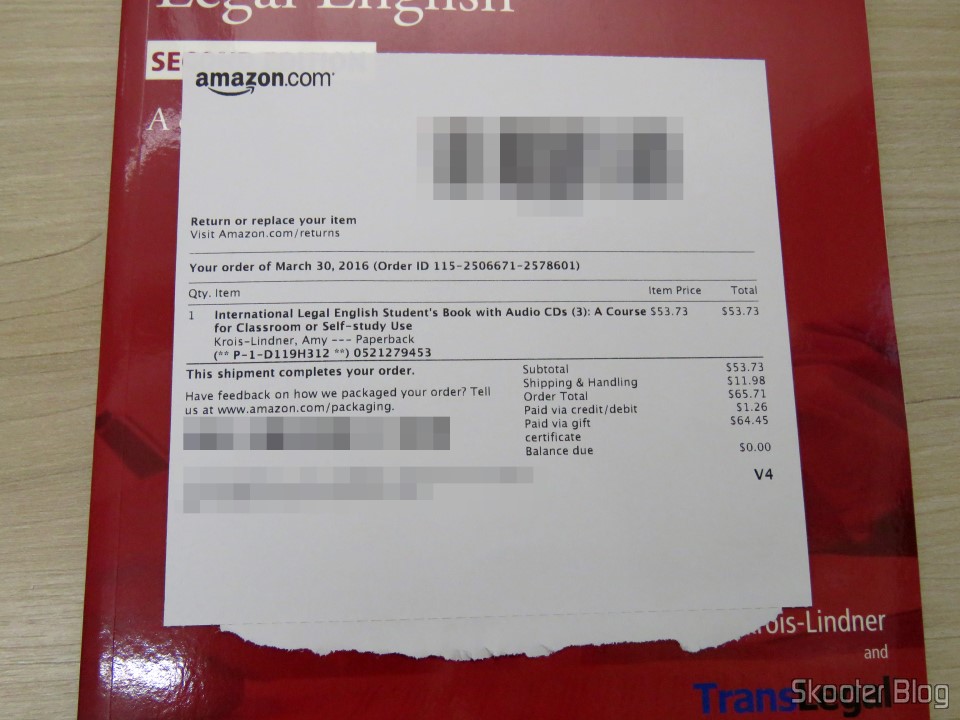 Legal English
SECOND EDITION
A
amazon.com
Return or replace your item
Visit Amazon.com/returns
Your order of March 30, 2016 (Order ID 115-2506671-2578601)
Qty. Item Item Price Total
1 International Legal English Student's Book with Audio CDs (3): A Course $53.73 $53.73
for Classroom or Self-study Use
Krois-Lindner, Amy --- Paperback
(** P-1-D119H312 **) 0521279453
This shipment completes your order.
Have feedback on how we packaged your order? Tell
us at www.amazon.com/packaging.
Subtotal $53.73
Shipping & Handling $11.98
Order Total $65.71
Paid via credit/debit $1.26
Paid via gift $64.45
certificate
Balance due $0.00
V4
Krois-Lindner
and
TransLegal
Skooter Blog